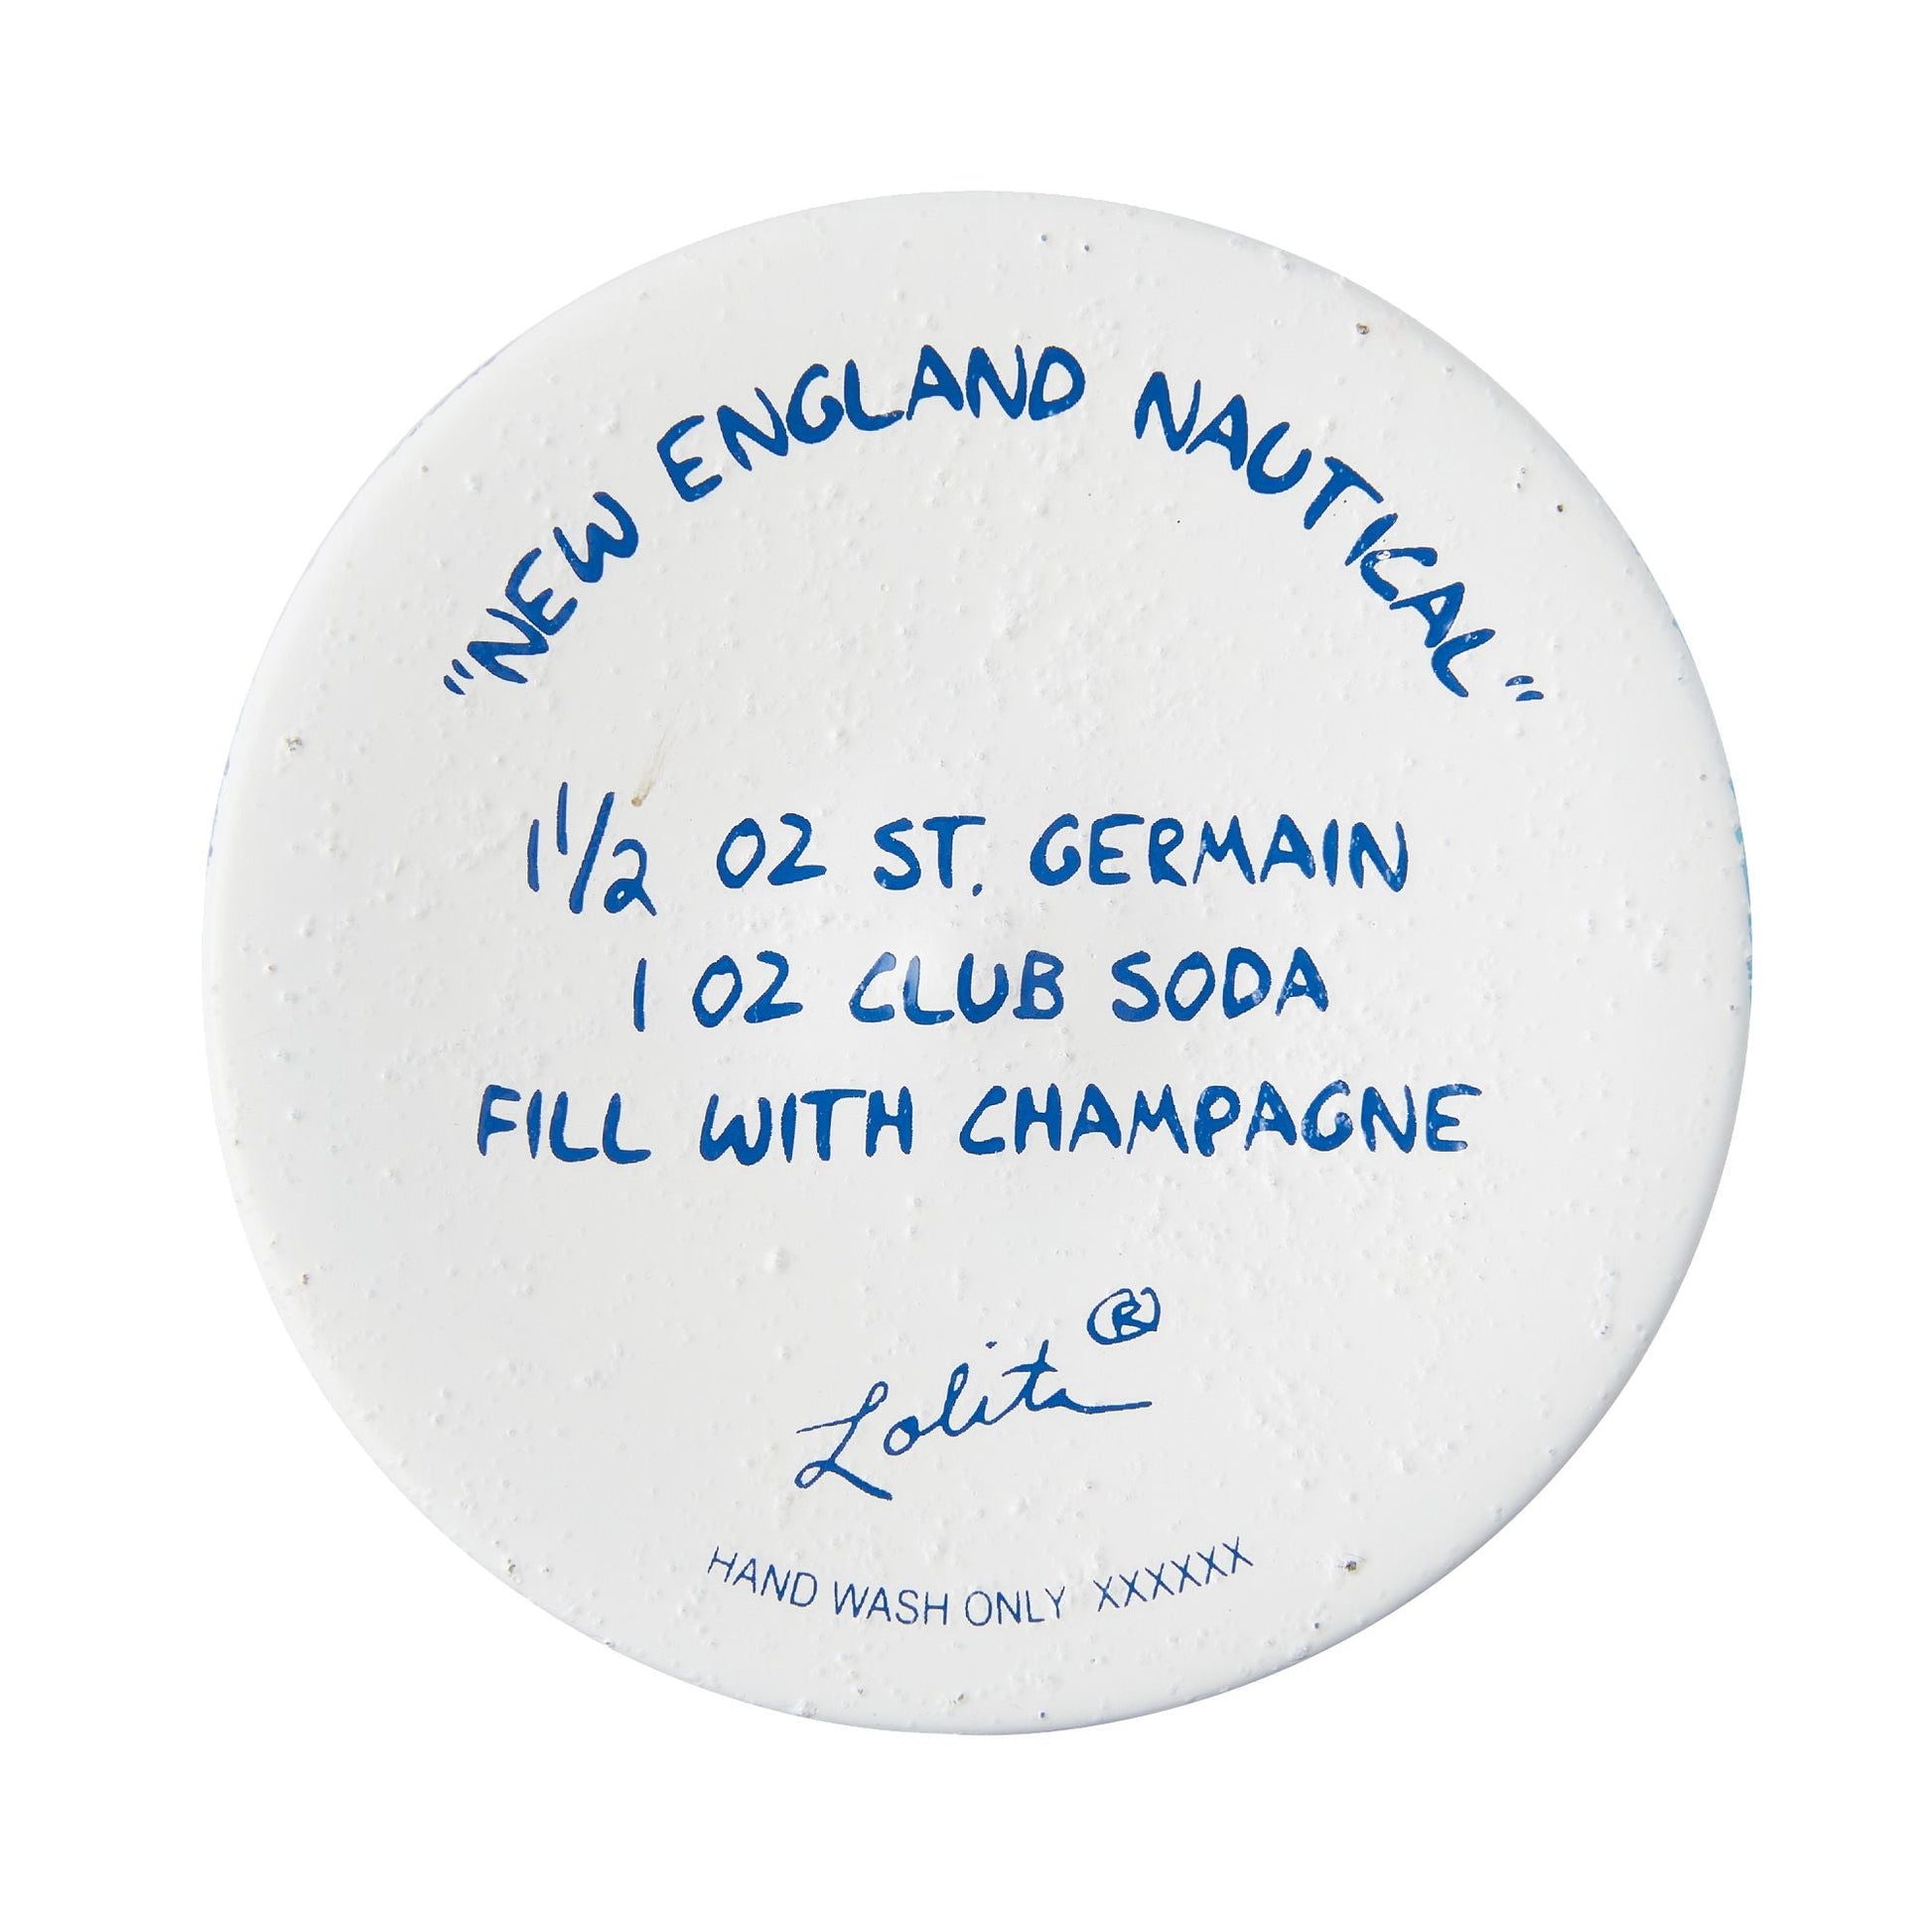 "NEW ENGLAND NAUTICAL"
1 1/2 OZ ST. GERMAIN
1 OZ CLUB SODA
FILL WITH CHAMPAGNE
Lolita ®
HAND WASH ONLY XXXXXX